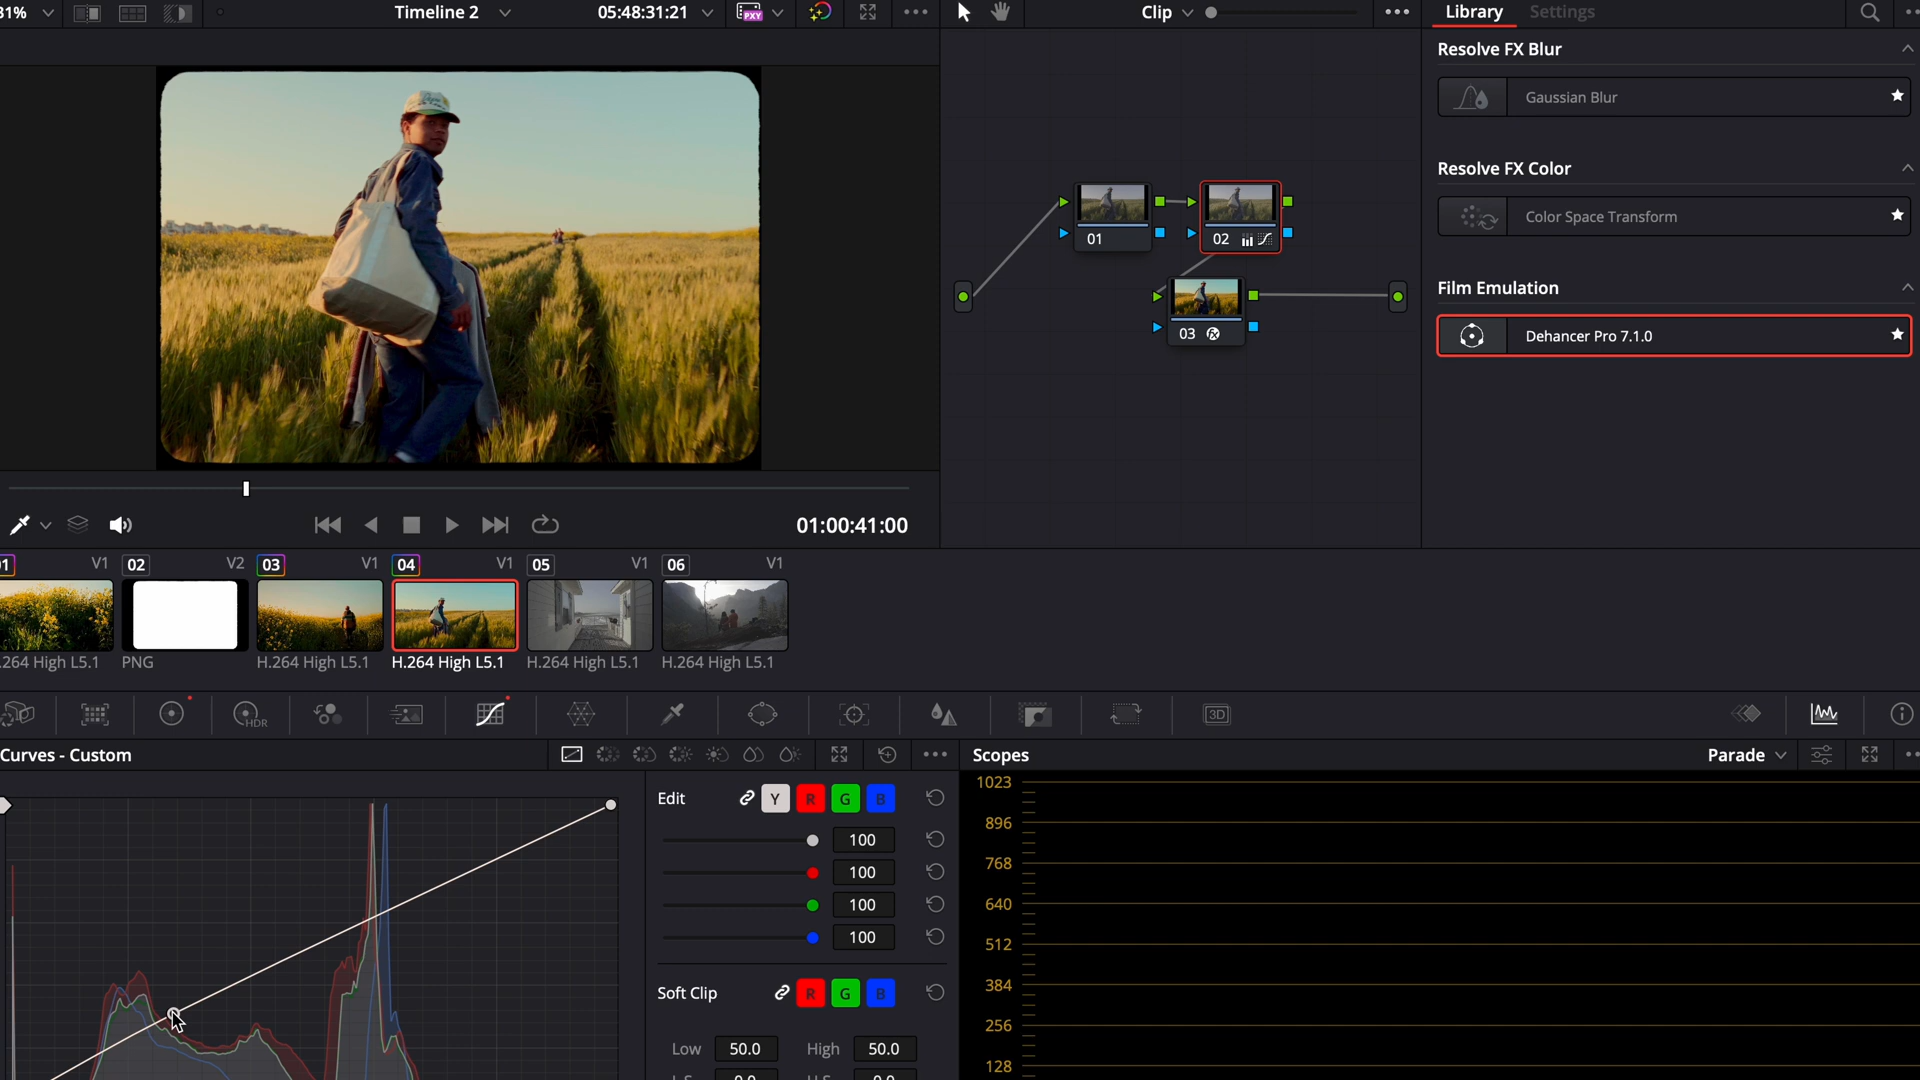 31%
Timeline 2
05:48:31:21
PXY
Clip
Library
Settings
Resolve FX Blur
Gaussian Blur
Resolve FX Color
Color Space Transform
Film Emulation
Dehancer Pro 7.1.0
01
02
03
01:00:41:00
01 V1
02 V2
03 V1
04 V1
05 V1
06 V1
.264 High L5.1
PNG
H.264 High L5.1
H.264 High L5.1
H.264 High L5.1
H.264 High L5.1
HDR
3D
Curves - Custom
Scopes
Parade
Edit
Y R G B
100
100
100
100
Soft Clip
R G B
Low 50.0 High 50.0
1023
896
768
640
512
384
256
128